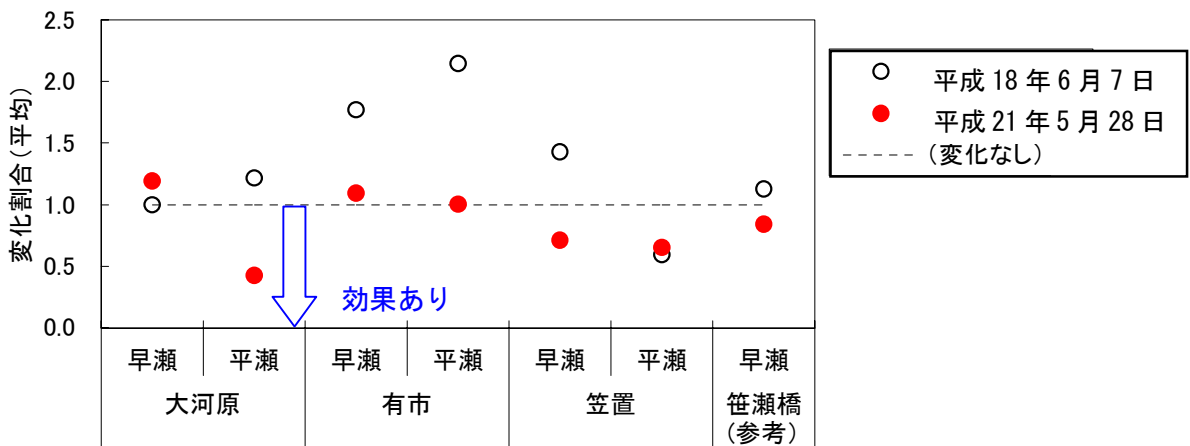 変化割合(平均)
2.5
2.0
1.5
1.0
0.5
0.0
効果あり
早瀬 平瀬 早瀬 平瀬 早瀬 平瀬 早瀬
大河原 有市 笠置 笹瀬橋
(参考)
平成 18 年 6 月 7 日
平成 21 年 5 月 28 日
(変化なし)